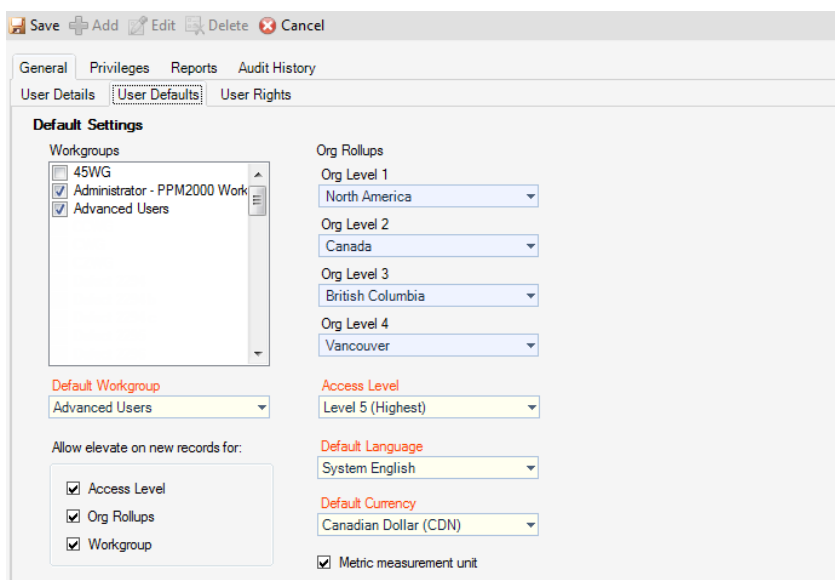 Save Add Edit Delete Cancel
General Privileges Reports Audit History
User Details User Defaults User Rights
Default Settings
Workgroups
45WG
Administrator - PPM2000 Work
Advanced Users
Default Workgroup
Advanced Users
Allow elevate on new records for:
Access Level
Org Rollups
Workgroup
Org Rollups
Org Level 1
North America
Org Level 2
Canada
Org Level 3
British Columbia
Org Level 4
Vancouver
Access Level
Level 5 (Highest)
Default Language
System English
Default Currency
Canadian Dollar (CDN)
Metric measurement unit